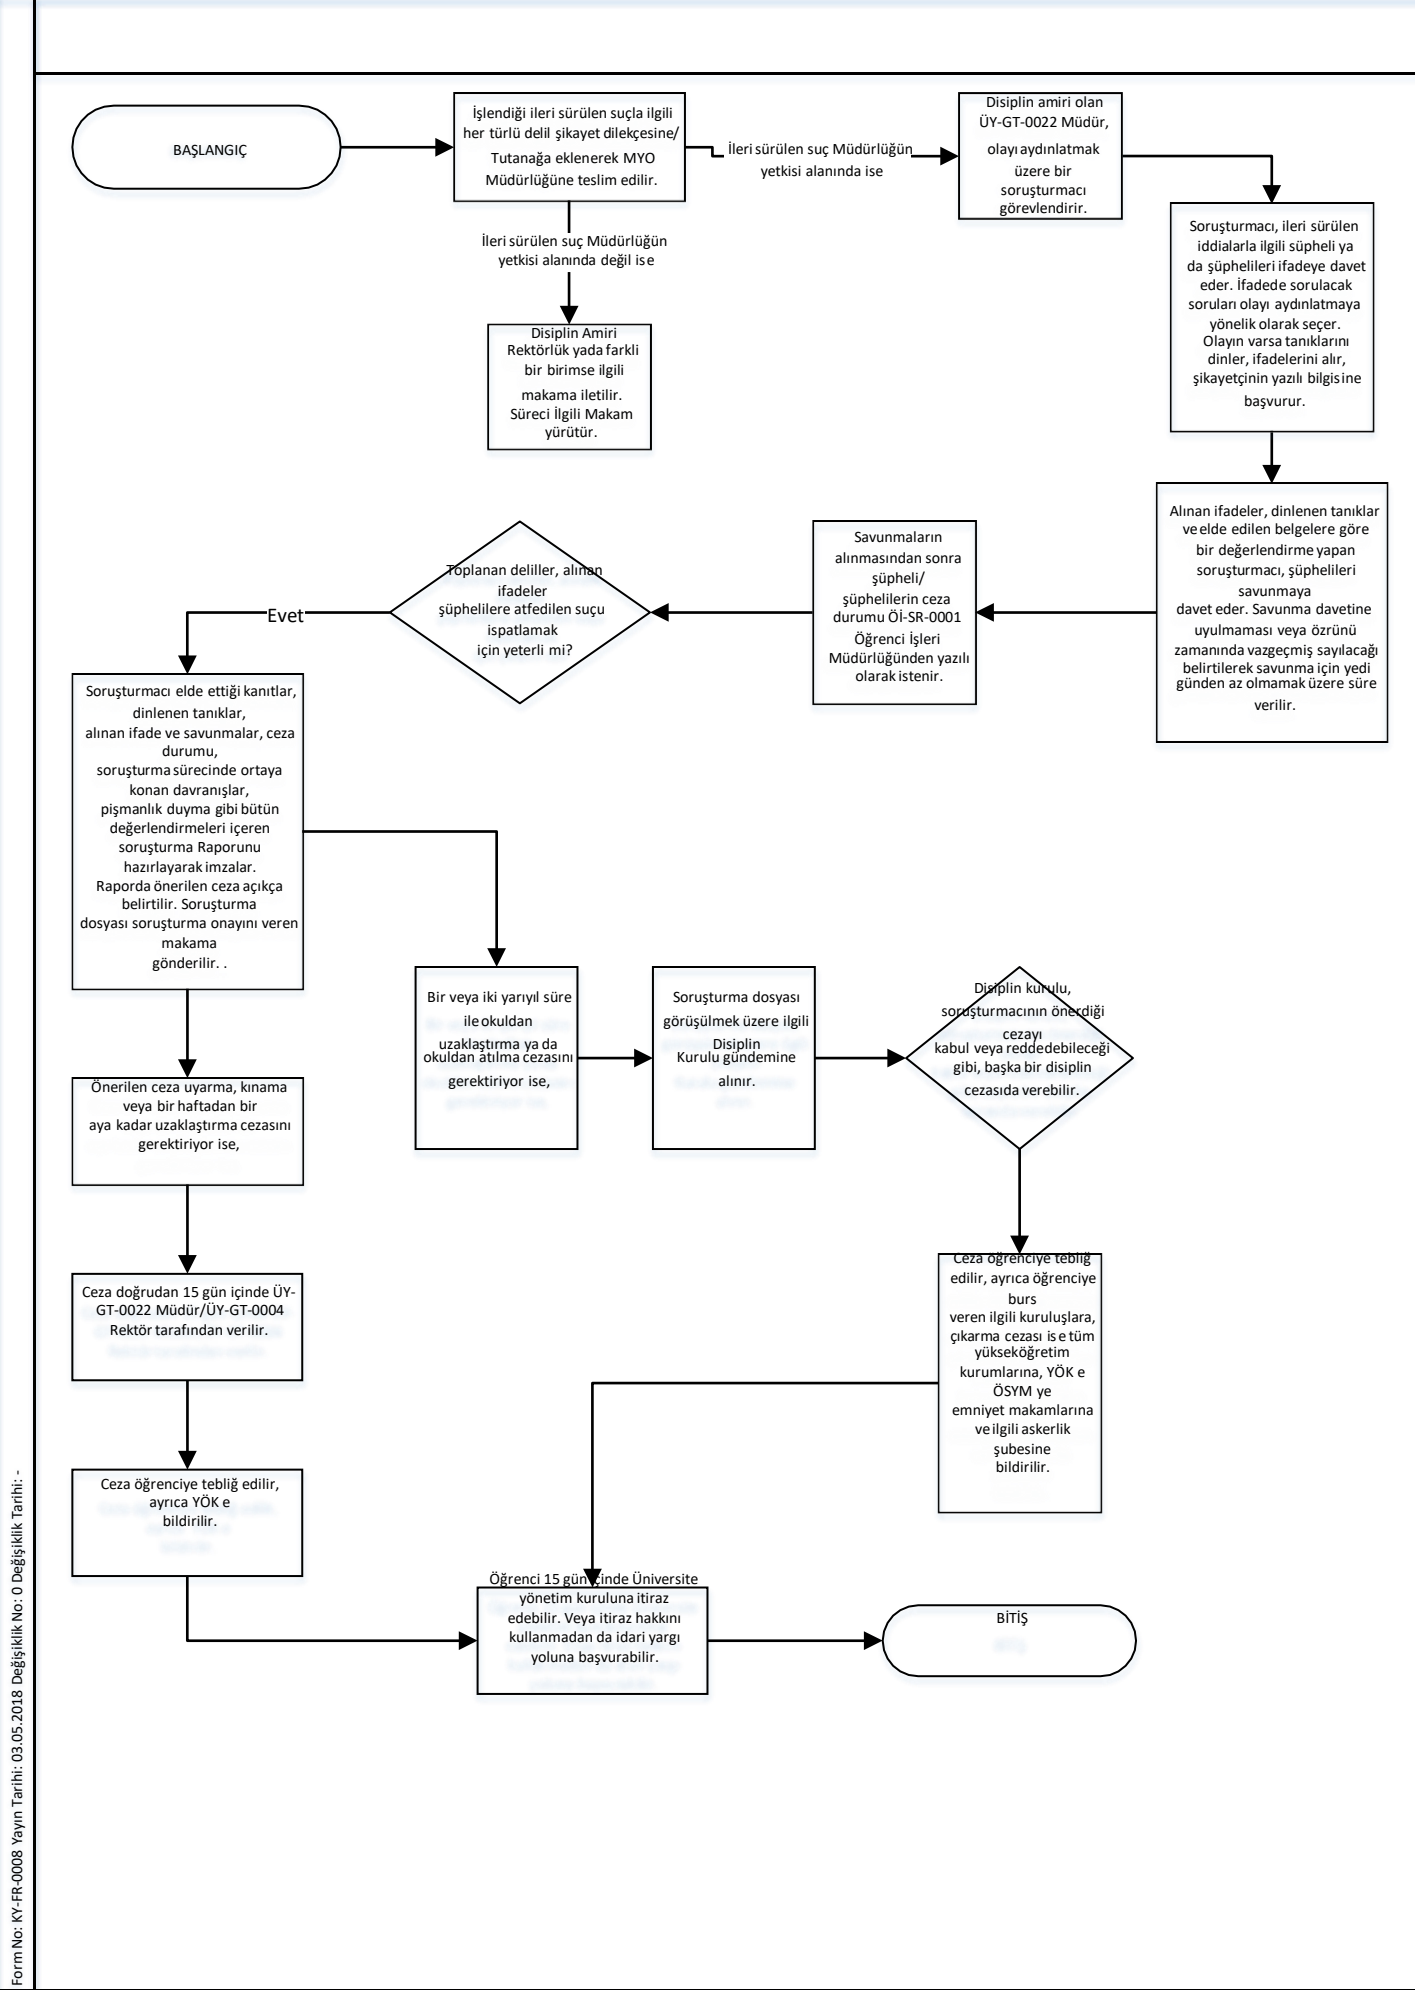 BAŞLANGIÇ
İşlendiği ileri sürülen suçla ilgili
her türlü delil şikayet dilekçesine/
Tutanağa eklenerek MYO
Müdürlüğüne teslim edilir.
İleri sürülen suç Müdürlüğün
yetkisi alanında ise
Disiplin amiri olan
ÜY-GT-0022 Müdür,
olayı aydınlatmak
üzere bir
soruşturmacı
görevlendirir.
İleri sürülen suç Müdürlüğün
yetkisi alanında değil ise
Disiplin Amiri
Rektörlük yada farkli
bir birimse ilgili
makama iletilir.
Süreci İlgili Makam
yürütür.
Soruşturmacı, ileri sürülen
iddialarla ilgili süpheli ya
da şüphelileri ifadeye davet
eder. İfadede sorulacak
soruları olayı aydınlatmaya
yönelik olarak seçer.
Olayın varsa tanıklarını
dinler, ifadelerini alır,
şikayetçinin yazılı bilgisine
başvurur.
Alınan ifadeler, dinlenen tanıklar
ve elde edilen belgelere göre
bir değerlendirme yapan
soruşturmacı, şüphelileri
savunmaya
davet eder. Savunma davetine
uyulmaması veya özrünü
zamanında vazgeçmiş sayılacağı
belirtilerek savunma için yedi
günden az olmamak üzere süre
verilir.
Savunmaların
alınmasından sonra
şüpheli/
şüphelilerin ceza
durumu Öİ-SR-0001
Öğrenci İşleri
Müdürlüğünden yazılı
olarak istenir.
Toplanan deliller, alınan
ifadeler
şüphelilere atfedilen suçu
ispatlamak
için yeterli mi?
Evet
Soruşturmacı elde ettiği kanıtlar,
dinlenen tanıklar,
alınan ifade ve savunmalar, ceza
durumu,
soruşturma sürecinde ortaya
konan davranışlar,
pişmanlık duyma gibi bütün
değerlendirmeleri içeren
soruşturma Raporunu
hazırlayarak imzalar.
Raporda önerilen ceza açıkça
belirtilir. Soruşturma
dosyası soruşturma onayını veren
makama
gönderilir. .
Bir veya iki yarıyıl süre
ile okuldan
uzaklaştırma ya da
okuldan atılma cezasını
gerektiriyor ise,
Soruşturma dosyası
görüşülmek üzere ilgili
Disiplin
Kurulu gündemine
alınır.
Disiplin kurulu,
soruşturmacının önerdiği
cezayı
kabul veya reddedebileceği
gibi, başka bir disiplin
cezasıda verebilir.
Önerilen ceza uyarma, kınama
veya bir haftadan bir
aya kadar uzaklaştırma cezasını
gerektiriyor ise,
Ceza doğrudan 15 gün içinde ÜY-
GT-0022 Müdür/ÜY-GT-0004
Rektör tarafından verilir.
Ceza öğrenciye tebliğ
edilir, ayrıca öğrenciye
burs
veren ilgili kuruluşlara,
çıkarma cezası ise tüm
yükseköğretim
kurumlarına, YÖK e
ÖSYM ye
emniyet makamlarına
ve ilgili askerlik
şubesine
bildirilir.
Ceza öğrenciye tebliğ edilir,
ayrıca YÖK e
bildirilir.
Öğrenci 15 gün içinde Üniversite
yönetim kuruluna itiraz
edebilir. Veya itiraz hakkını
kullanmadan da idari yargı
yoluna başvurabilir.
BİTİŞ
Form No: KY-FR-0008 Yayın Tarihi: 03.05.2018 Değişiklik No: 0 Değişiklik Tarihi: -